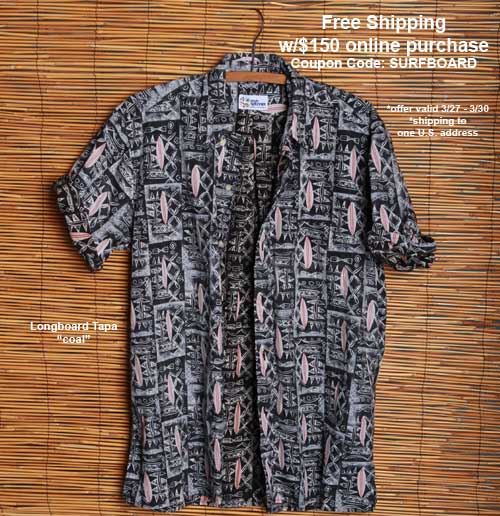 Free Shipping
w/$150 online purchase
Coupon Code: SURFBOARD
*offer valid 3/27 - 3/30
*shipping to
one U.S. address
Longboard Tapa
“coal”